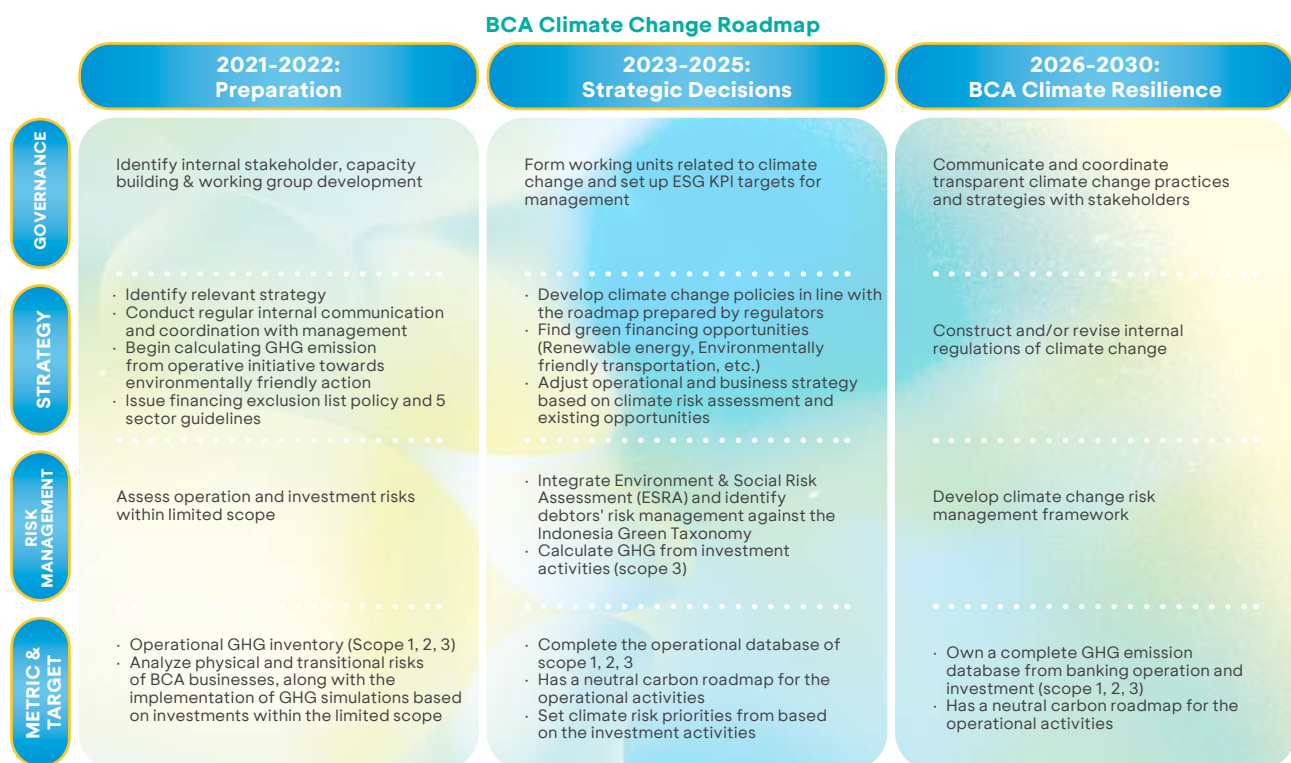 BCA Climate Change Roadmap
2021-2022:
Preparation
2023-2025:
Strategic Decisions
2026-2030:
BCA Climate Resilience
GOVERNANCE
Identify internal stakeholder, capacity
building & working group development
Form working units related to climate
change and set up ESG KPI targets for
management
Communicate and coordinate
transparent climate change practices
and strategies with stakeholders
STRATEGY
· Identify relevant strategy
· Conduct regular internal communication
and coordination with management
· Begin calculating GHG emission
from operative initiative towards
environmentally friendly action
· Issue financing exclusion list policy and 5
sector guidelines
· Develop climate change policies in line with
the roadmap prepared by regulators
· Find green financing opportunities
(Renewable energy, Environmentally
friendly transportation, etc.)
· Adjust operational and business strategy
based on climate risk assessment and
existing opportunities
Construct and/or revise internal
regulations of climate change
RISK
MANAGEMENT
Assess operation and investment risks
within limited scope
· Integrate Environment & Social Risk
Assessment (ESRA) and identify
debtors' risk management against the
Indonesia Green Taxonomy
· Calculate GHG from investment
activities (scope 3)
Develop climate change risk
management framework
METRIC &
TARGET
· Operational GHG inventory (Scope 1, 2, 3)
· Analyze physical and transitional risks
of BCA businesses, along with the
implementation of GHG simulations based
on investments within the limited scope
· Complete the operational database of
scope 1, 2, 3
· Has a neutral carbon roadmap for the
operational activities
· Set climate risk priorities from based
on the investment activities
· Own a complete GHG emission
database from banking operation and
investment (scope 1, 2, 3)
· Has a neutral carbon roadmap for the
operational activities